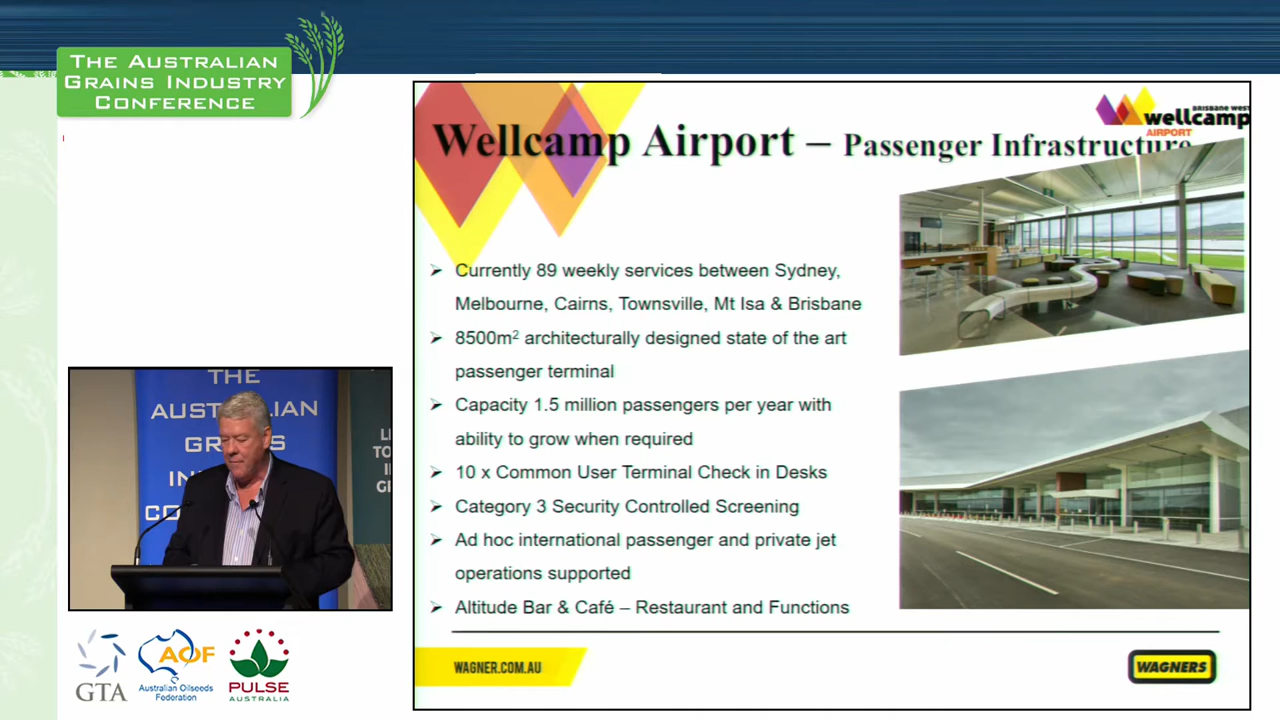 THE AUSTRALIAN
GRAINS INDUSTRY
CONFERENCE
BRISBANE WEST
wellcamp
AIRPORT
Wellcamp Airport – Passenger Infrastructure
➢ Currently 89 weekly services between Sydney,
Melbourne, Cairns, Townsville, Mt Isa & Brisbane
➢ 8500m² architecturally designed state of the art
passenger terminal
➢ Capacity 1.5 million passengers per year with
ability to grow when required
➢ 10 x Common User Terminal Check in Desks
➢ Category 3 Security Controlled Screening
➢ Ad hoc international passenger and private jet
operations supported
➢ Altitude Bar & Café – Restaurant and Functions
WAGNER.COM.AU
WAGNERS
THE
AUSTRALIAN
GR
S
IN
CO
GTA
AOF
Australian Oilseeds
Federation
PULSE
AUSTRALIA